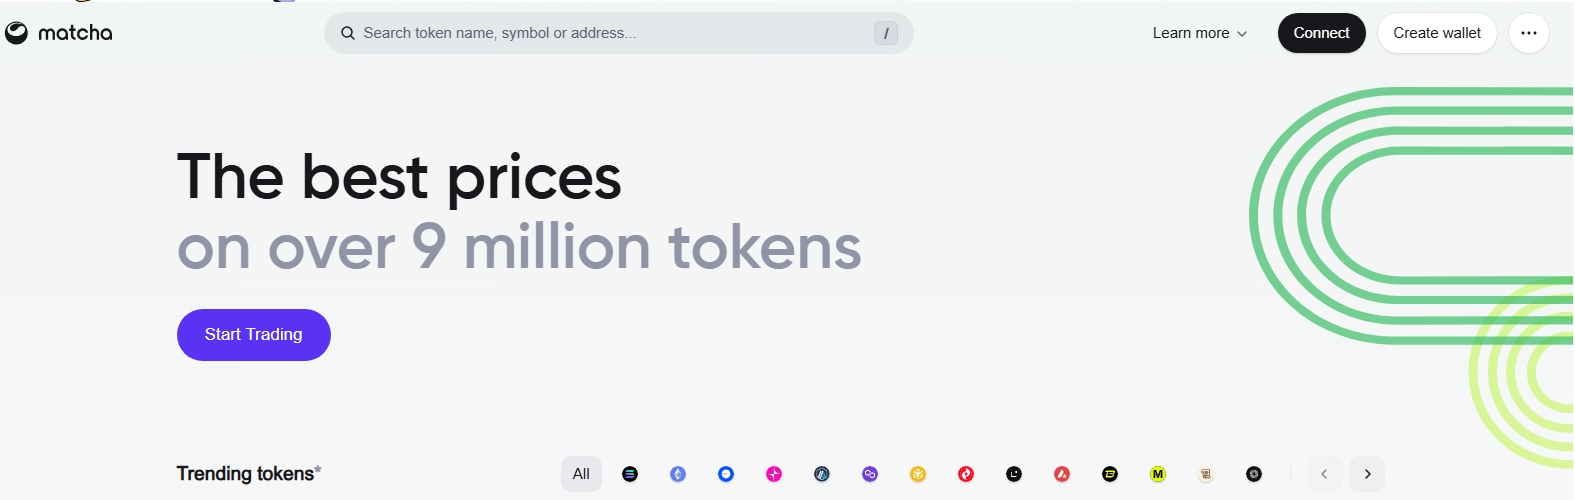 matcha
Search token name, symbol or address...
/
Learn more
Connect
Create wallet
The best prices
on over 9 million tokens
Start Trading
Trending tokens*
All
M